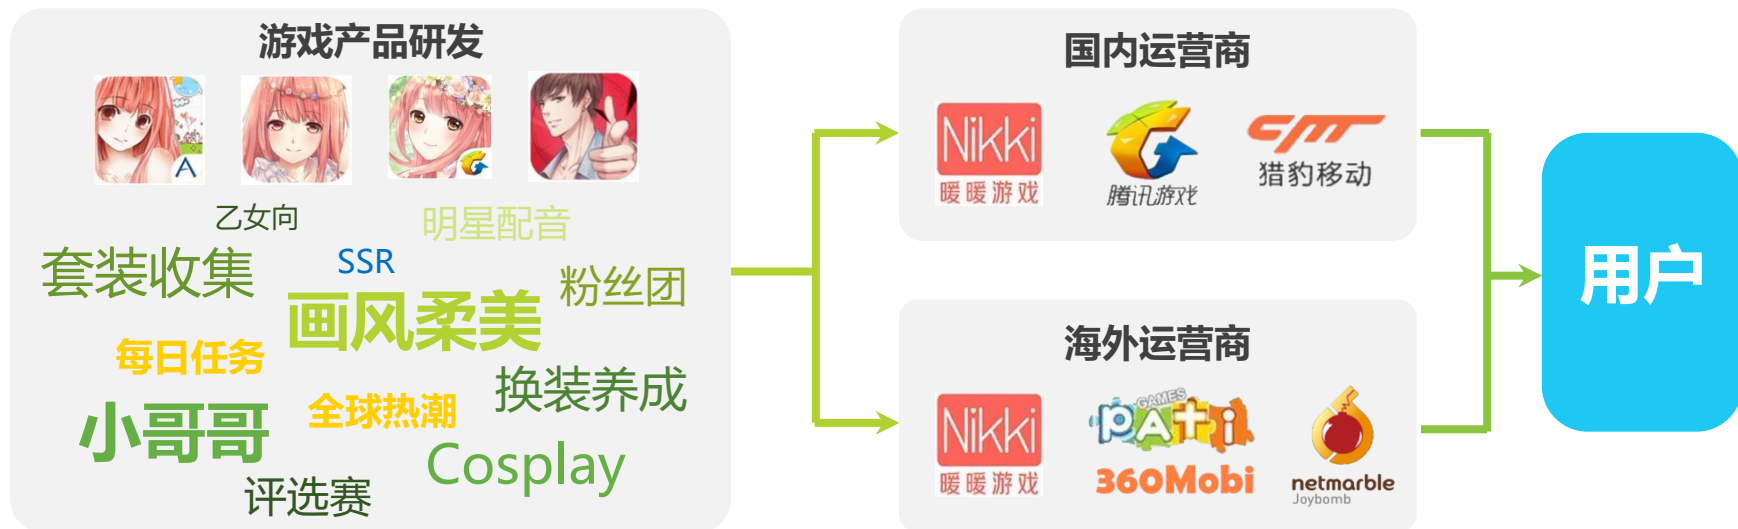 游戏产品研发
A
乙女向
明星配音
套装收集
SSR
粉丝团
画风柔美
每日任务
换装养成
小哥哥
全球热潮
Cosplay
评选赛
国内运营商
Nikki
暖暖游戏
腾讯游戏
CMT
猎豹移动
海外运营商
Nikki
暖暖游戏
GAMES
PATi
360Mobi
netmarble
Joybomb
用户